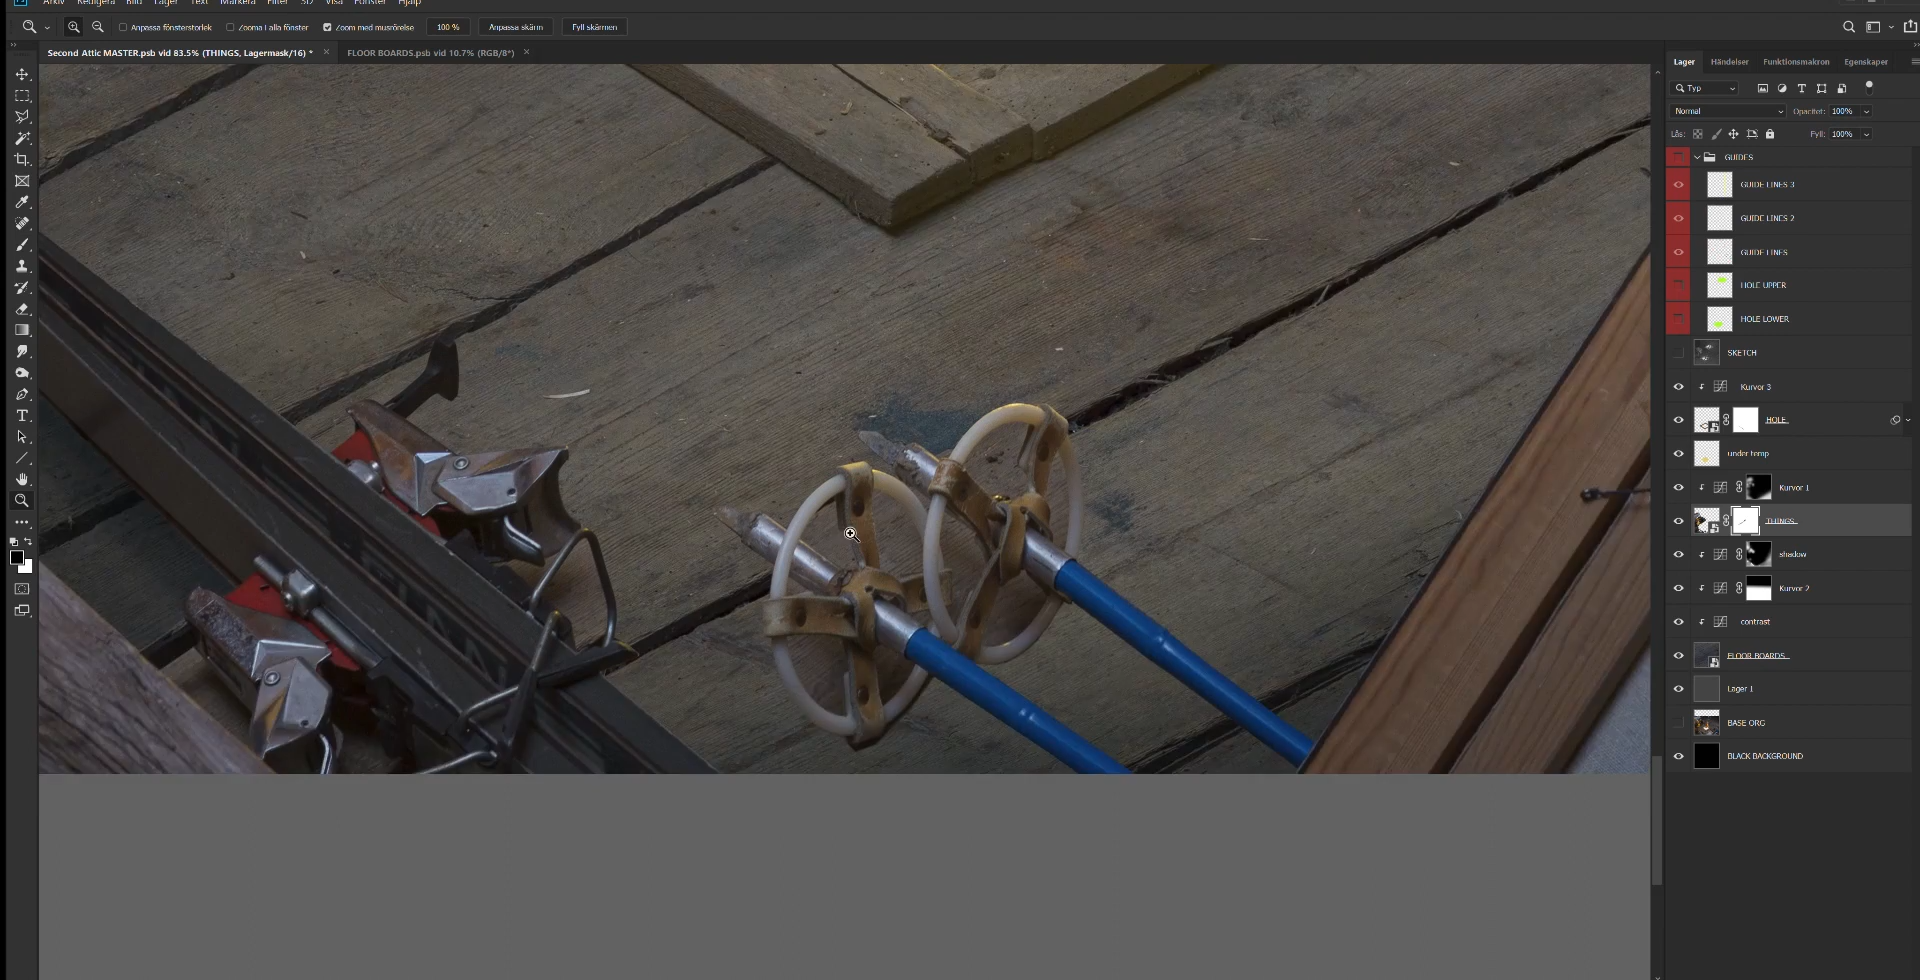 Arkiv Redigera Bild Lager Text Markera Filter 3D Visa Fönster Hjälp
Anpassa fönsterstorlek Zooma i alla fönster Zoom med musrörelse 100 % Anpassa skärm Fyll skärmen
Second Attic MASTER.psb vid 83.5% (THINGS, Lagermask/16) * × FLOOR BOARDS.psb vid 10.7% (RGB/8*) ×
Lager Händelser Funktionsmakron Egenskaper
Typ
Normal Opacitet: 100%
Lås: Fyll: 100%
GUIDES
GUIDE LINES 3
GUIDE LINES 2
GUIDE LINES
HOLE UPPER
HOLE LOWER
SKETCH
Kurvor 3
HOLE
under temp
Kurvor 1
THINGS
shadow
Kurvor 2
contrast
FLOOR BOARDS
Lager 1
BASE ORG
BLACK BACKGROUND